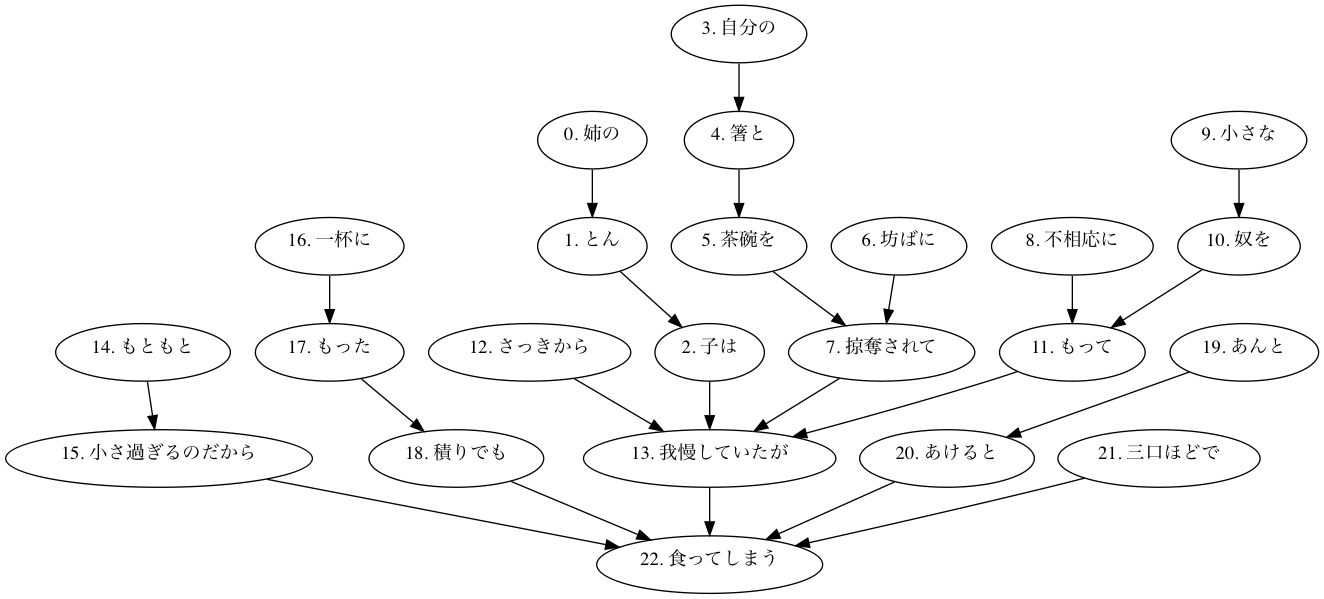 3. 自分の
0. 姉の
4. 箸と
9. 小さな
16. 一杯に
1. とん
5. 茶碗を
6. 坊ばに
8. 不相応に
10. 奴を
14. もともと
17. もった
12. さっきから
2. 子は
7. 掠奪されて
11. もって
19. あんと
15. 小さ過ぎるのだから
18. 積りでも
13. 我慢していたが
20. あけると
21. 三口ほどで
22. 食ってしまう